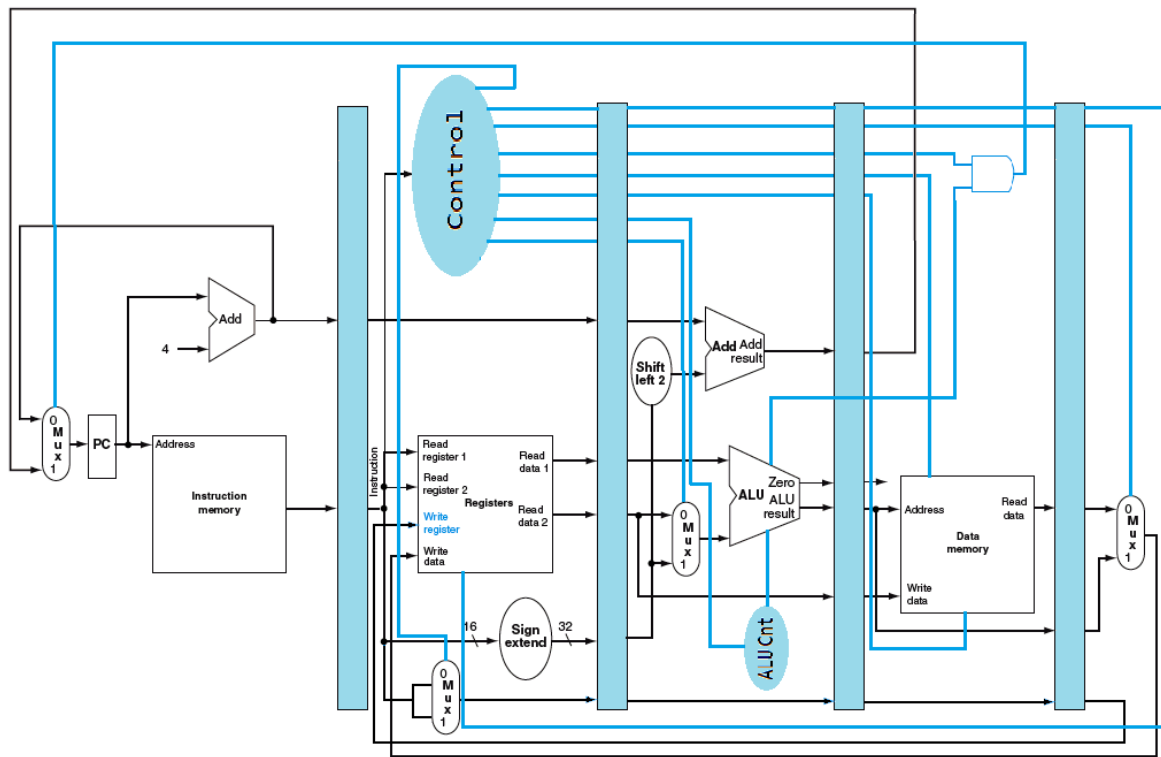 Control
Add
4
Add
Add
result
Shift
left 2
0
M
u
x
1
PC
Address
Instruction
memory
Instruction
Read
register 1
Read
register 2
Write
register
Write
data
Registers
Read
data 1
Read
data 2
0
M
u
x
1
ALU
Zero
ALU
result
Address
Write
data
Data
memory
Read
data
0
M
u
x
1
16
Sign
extend
32
ALU Cnt
0
M
u
x
1